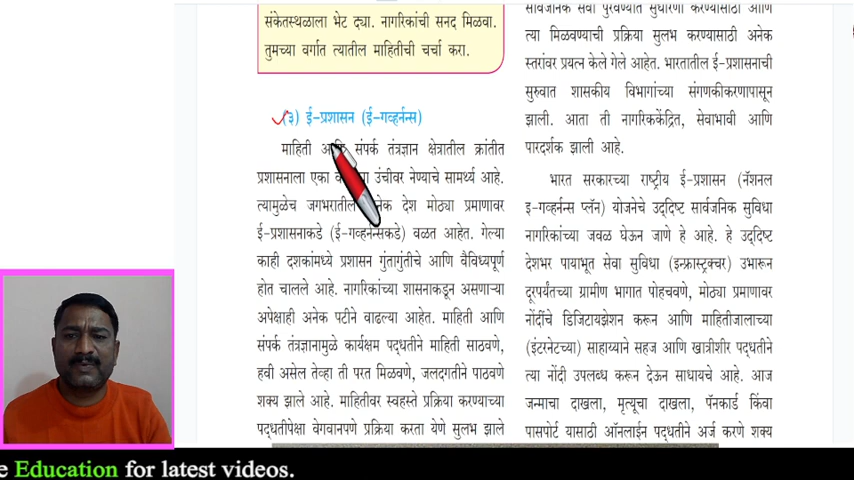 संकेतस्थळाला भेट द्या. नागरिकांची सनद मिळवा.
तुमच्या वर्गात त्यातील माहितीची चर्चा करा.
(३) ई-प्रशासन (ई-गव्हर्नन्स)
माहिती आणि संपर्क तंत्रज्ञान क्षेत्रातील क्रांतीत
प्रशासनाला एका उंचीवर नेण्याचे सामर्थ्य आहे.
त्यामुळेच जगभरातील अनेक देश मोठ्या प्रमाणावर
ई-प्रशासनाकडे (ई-गव्हर्नन्सकडे) वळत आहेत. गेल्या
काही दशकांमध्ये प्रशासन गुंतागुंतीचे आणि वैविध्यपूर्ण
होत चालले आहे. नागरिकांच्या शासनाकडून असणाऱ्या
अपेक्षाही अनेक पटीने वाढल्या आहेत. माहिती आणि
संपर्क तंत्रज्ञानामुळे कार्यक्षम पद्धतीने माहिती साठवणे,
हवी असेल तेव्हा ती परत मिळवणे, जलदगतीने पाठवणे
शक्य झाले आहे. माहितीवर स्वहस्ते प्रक्रिया करण्याच्या
पद्धतीपेक्षा वेगवानपणे प्रक्रिया करता येणे सुलभ झाले
सार्वजनिक सेवा पुरवण्यात सुधारणा करण्यासाठी आणि
त्या मिळवण्याची प्रक्रिया सुलभ करण्यासाठी अनेक
स्तरांवर प्रयत्न केले गेले आहेत. भारतातील ई-प्रशासनाची
सुरुवात शासकीय विभागांच्या संगणकीकरणापासून
झाली. आता ती नागरिककेंद्रित, सेवाभावी आणि
पारदर्शक झाली आहे.
भारत सरकारच्या राष्ट्रीय ई-प्रशासन (नॅशनल
इ-गव्हर्नन्स प्लॅन) योजनेचे उद्दिष्ट सार्वजनिक सुविधा
नागरिकांच्या जवळ घेऊन जाणे हे आहे. हे उद्दिष्ट
देशभर पायाभूत सेवा सुविधा (इन्फ्रास्ट्रक्चर) उभारून
दूरपर्यंतच्या ग्रामीण भागात पोहचवणे, मोठ्या प्रमाणावर
नोंदींचे डिजिटायझेशन करून आणि माहितीजालाच्या
(इंटरनेटच्या) साहाय्याने सहज आणि खात्रीशीर पद्धतीने
त्या नोंदी उपलब्ध करून देऊन साधायचे आहे. आज
जन्माचा दाखला, मृत्यूचा दाखला, पॅनकार्ड किंवा
पासपोर्ट यासाठी ऑनलाईन पद्धतीने अर्ज करणे शक्य
e Education for latest videos.